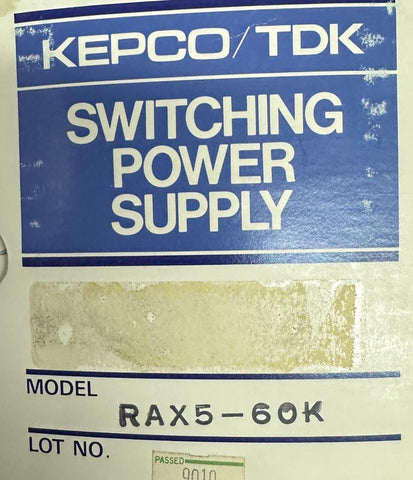 KEPCO/TDK
SWITCHING
POWER
SUPPLY
MODEL RAX5-60K
LOT NO.
PASSED
9010